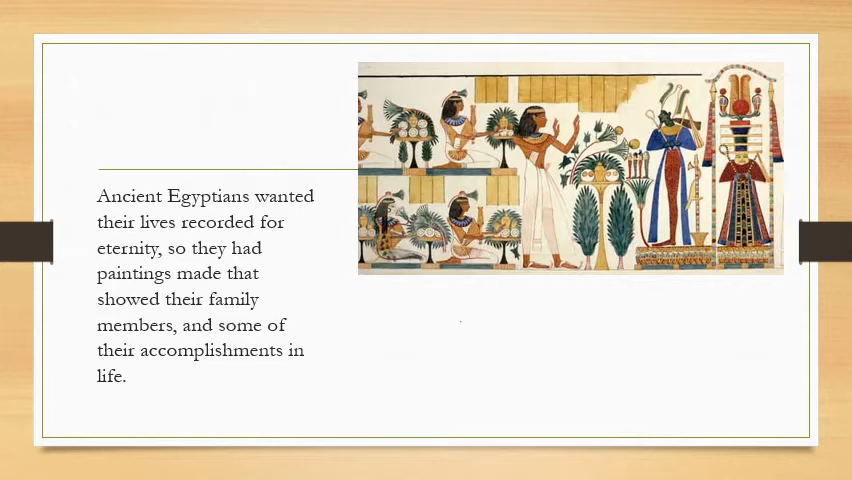 Ancient Egyptians wanted
their lives recorded for
eternity, so they had
paintings made that
showed their family
members, and some of
their accomplishments in
life.